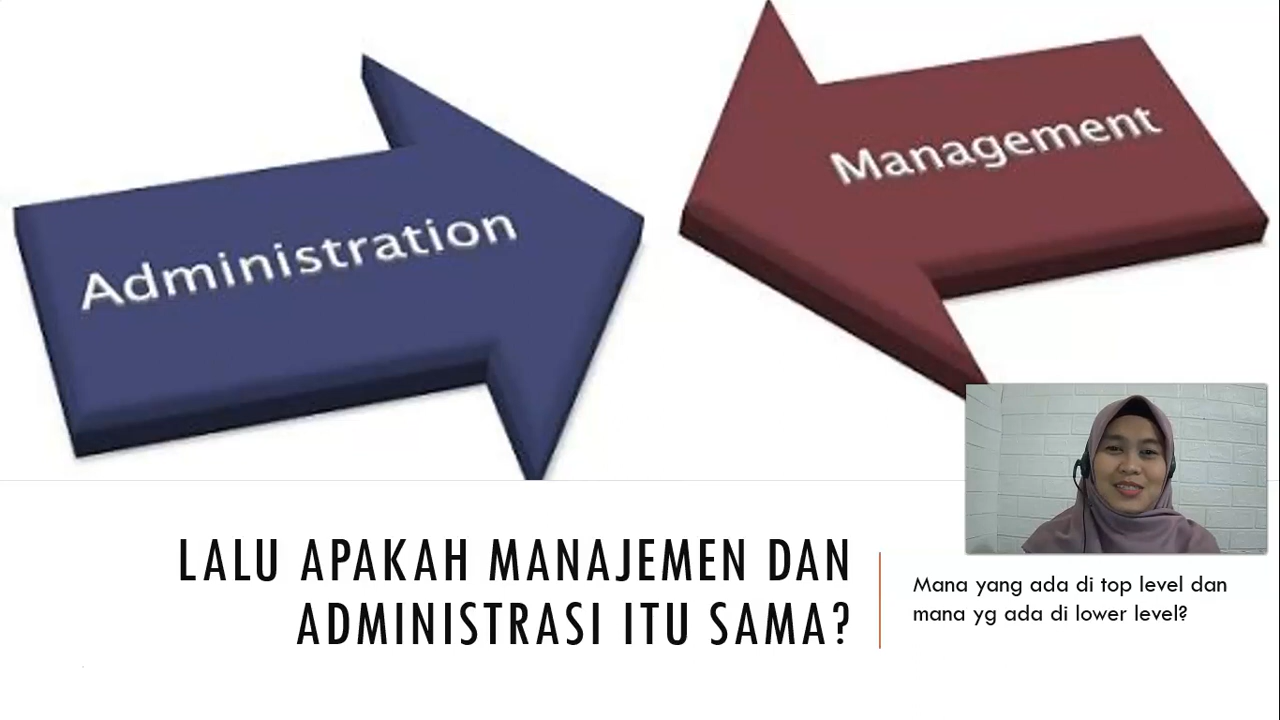 Administration
Management
LALU APAKAH MANAJEMEN DAN
ADMINISTRASI ITU SAMA?
Mana yang ada di top level dan
mana yg ada di lower level?